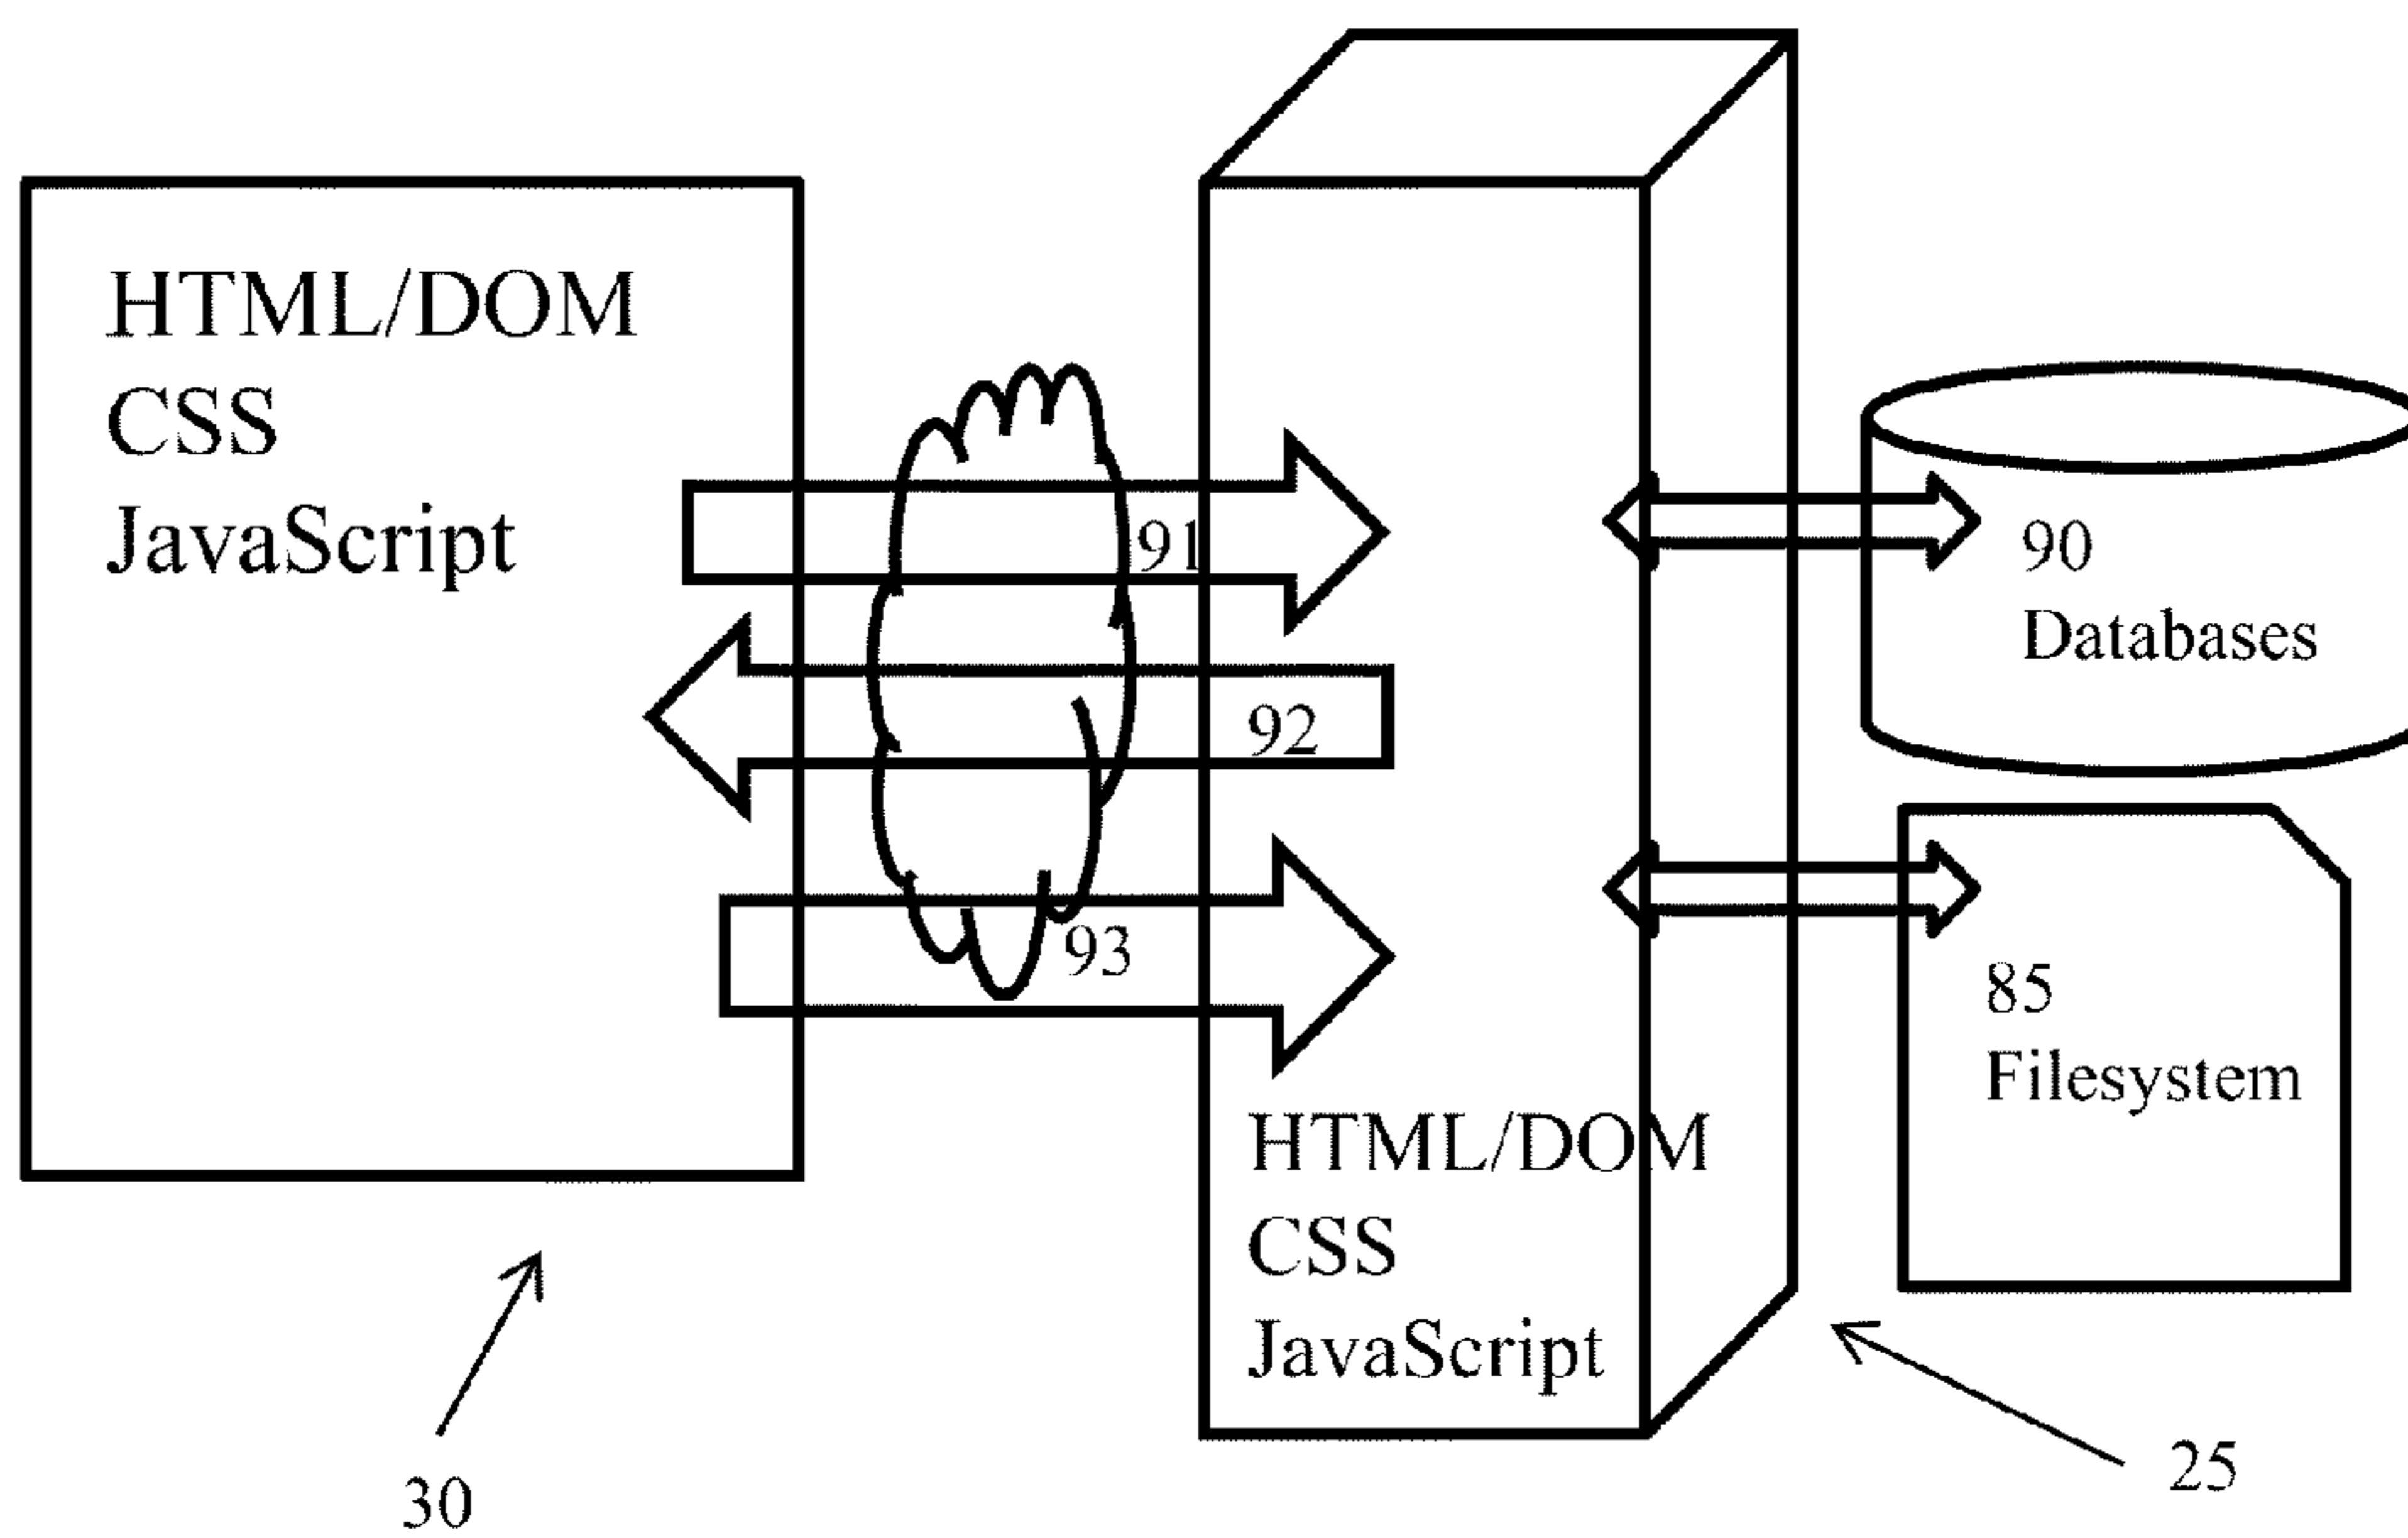 HTML/DOM
CSS
JavaScript
91
92
93
HTML/DOM
CSS
JavaScript
90
Databases
85
Filesystem
30
25